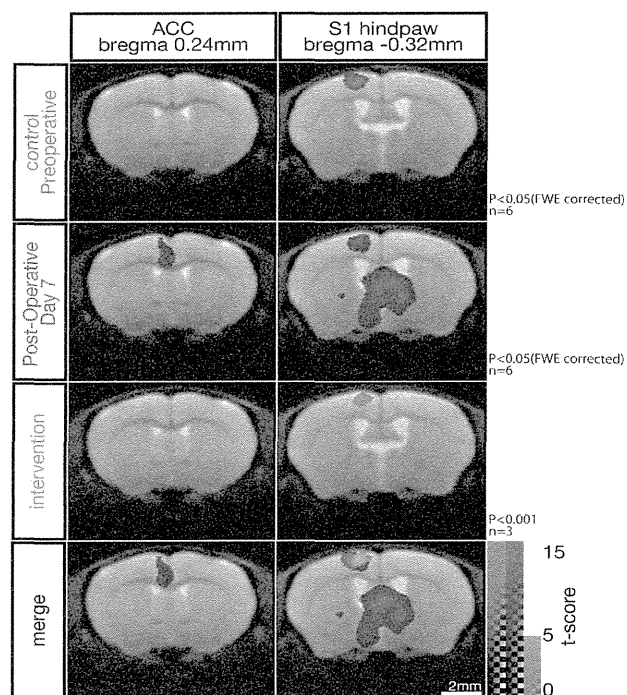 ACC
bregma 0.24mm
S1 hindpaw
bregma -0.32mm
control
Preoperative
P<0.05(FWE corrected)
n=6
Post-Operative
Day 7
P<0.05(FWE corrected)
n=6
intervention
P<0.001
n=3
merge
2mm
15
5
0
t-score